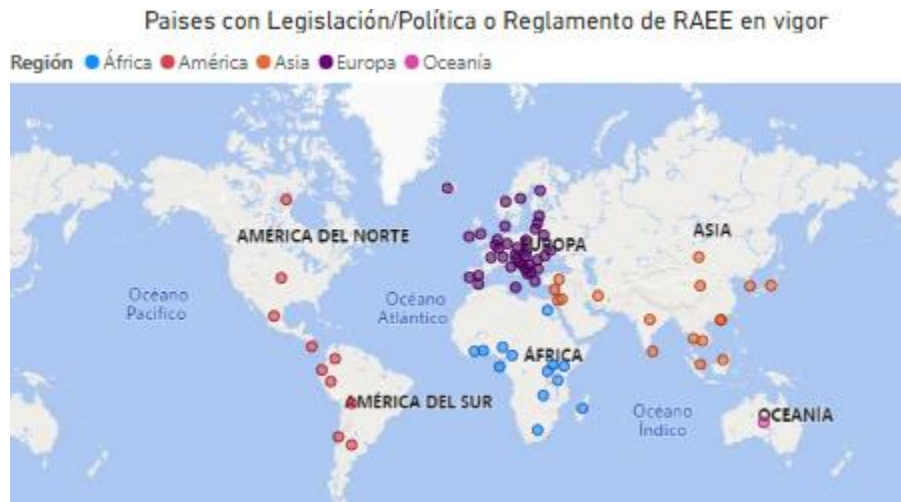 Paises con Legislación/Política o Reglamento de RAEE en vigor
Región África América Asia Europa Oceanía
AMÉRICA DEL NORTE
EUROPA
ASIA
Océano
Pacífico
Océano
Atlántico
ÁFRICA
AMÉRICA DEL SUR
Océano
Índico
OCEANÍA